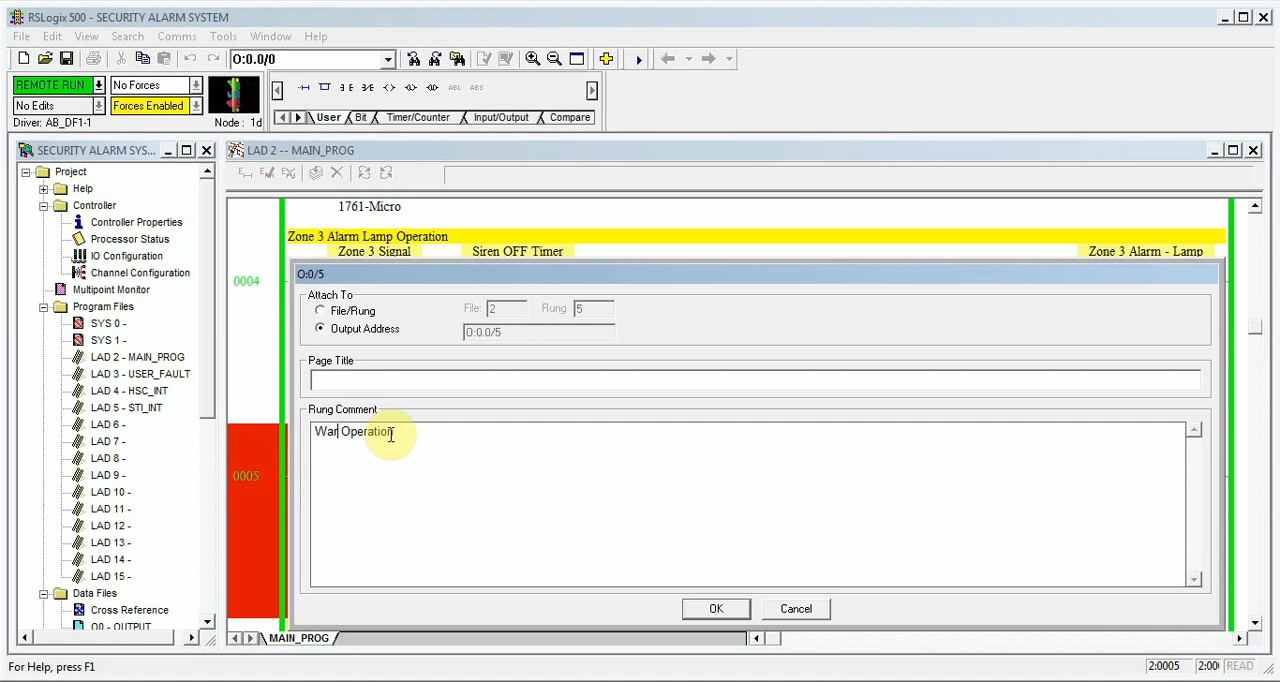 RSLogix 500 - SECURITY ALARM SYSTEM
File Edit View Search Comms Tools Window Help
O:0.0/0
REMOTE RUN No Forces
No Edits Forces Enabled
ABL ABS
Driver: AB_DF1-1 Node: 1d
User Bit Timer/Counter Input/Output Compare
SECURITY ALARM SYS...
LAD 2 -- MAIN_PROG
Project
Help
Controller
Controller Properties
Processor Status
IO Configuration
Channel Configuration
Multipoint Monitor
Program Files
SYS 0 -
SYS 1 -
LAD 2 - MAIN_PROG
LAD 3 - USER_FAULT
LAD 4 - HSC_INT
LAD 5 - STI_INT
LAD 6 -
LAD 7 -
LAD 8 -
LAD 9 -
LAD 10 -
LAD 11 -
LAD 12 -
LAD 13 -
LAD 14 -
LAD 15 -
Data Files
Cross Reference
O0 - OUTPUT
1761-Micro
Zone 3 Alarm Lamp Operation
Zone 3 Signal Siren OFF Timer Zone 3 Alarm - Lamp
0004
0005
O:0/5
Attach To
File/Rung File: 2 Rung 5
Output Address O:0.0/5
Page Title
Rung Comment
War Operation
OK Cancel
MAIN_PROG
For Help, press F1 2:0005 2:00 READ